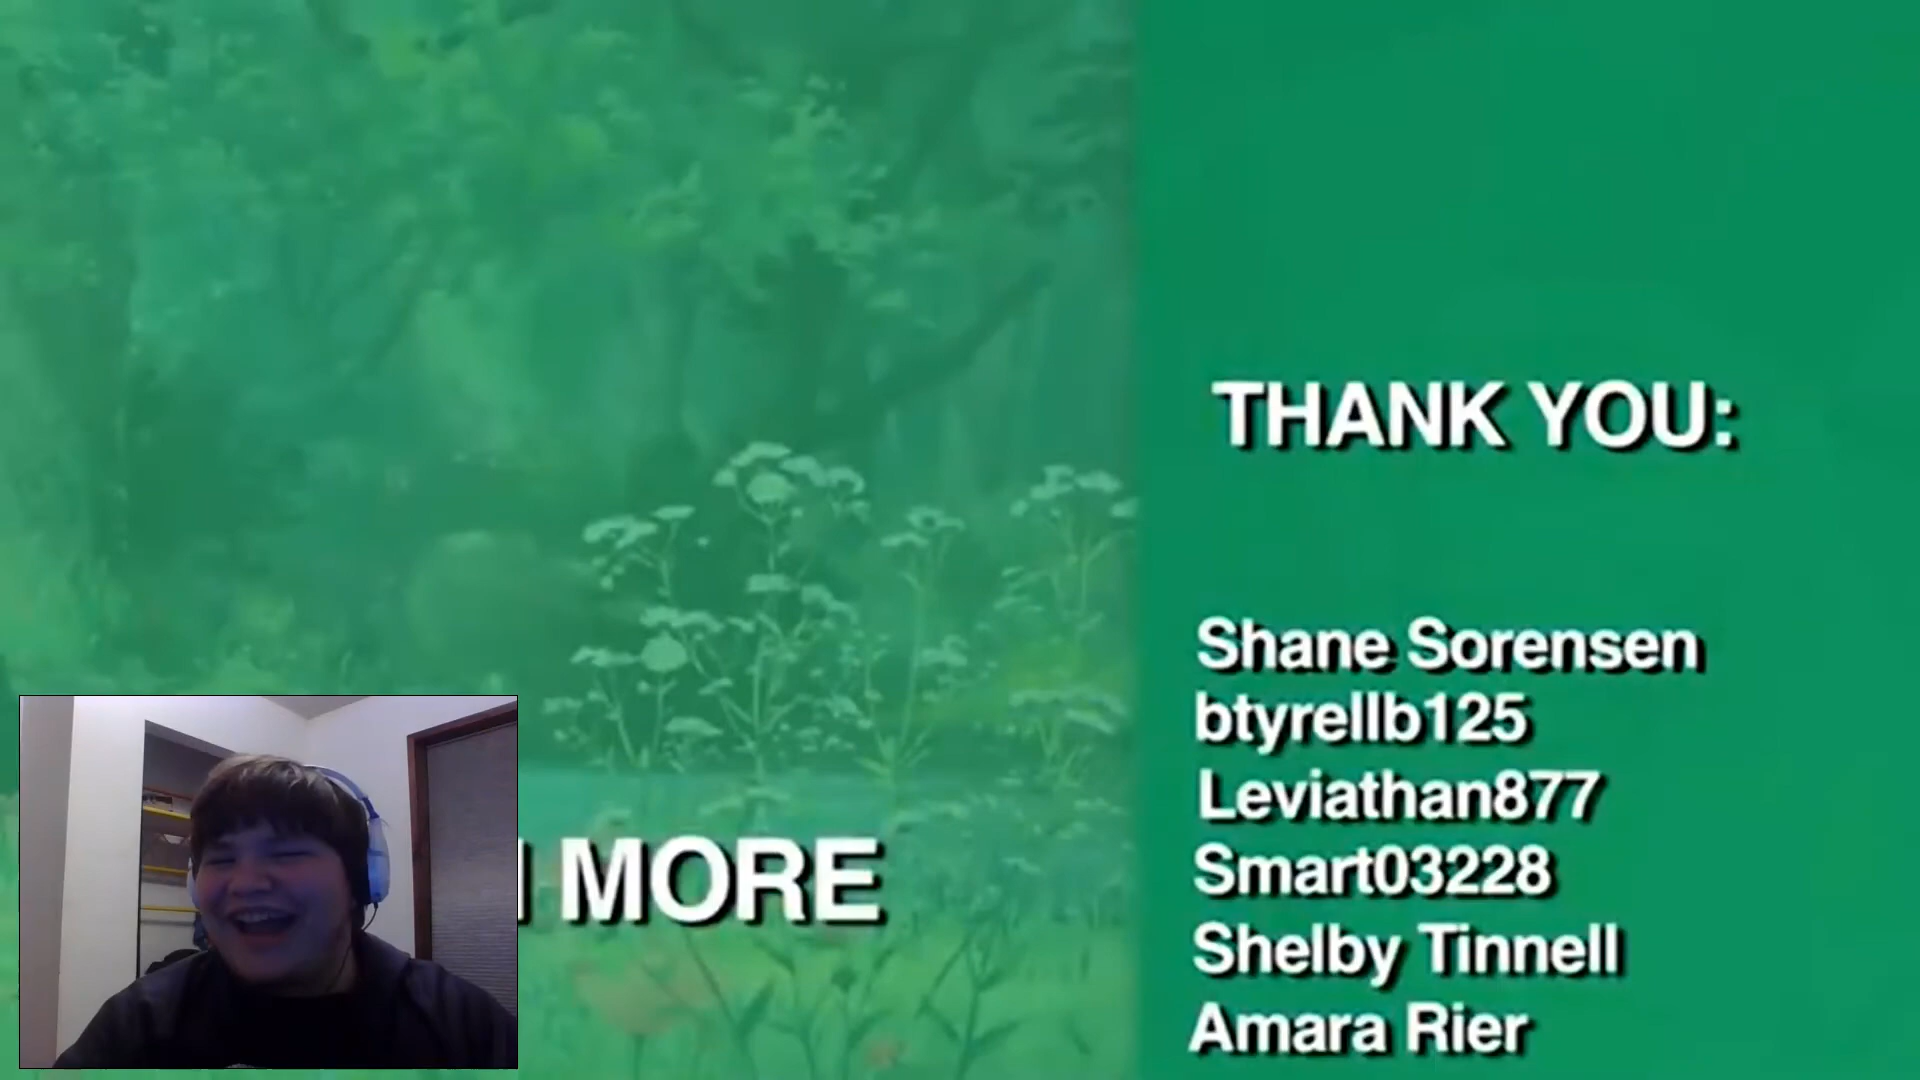 MORE
THANK YOU:
Shane Sorensen
btyrellb125
Leviathan877
Smart03228
Shelby Tinnell
Amara Rier